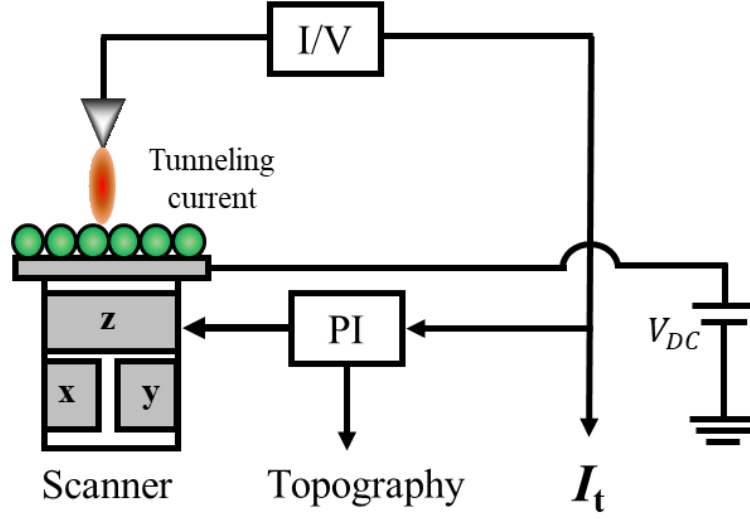 I/V
Tunneling
current
z
PI
V_DC
x
y
Scanner
Topography
I_t